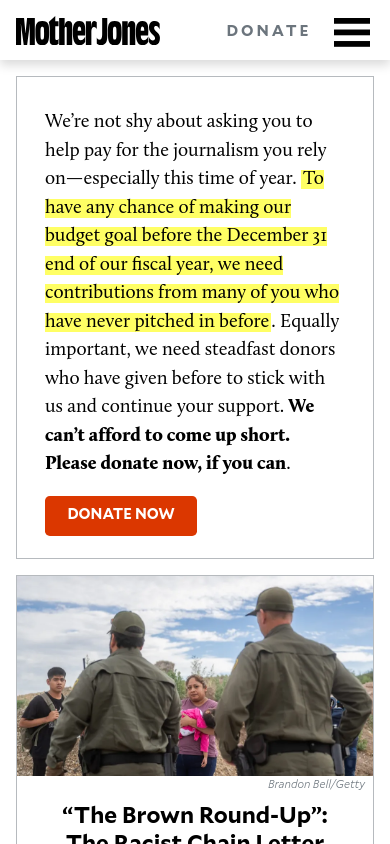 Mother Jones
DONATE
We’re not shy about asking you to
help pay for the journalism you rely
on—especially this time of year. To
have any chance of making our
budget goal before the December 31
end of our fiscal year, we need
contributions from many of you who
have never pitched in before. Equally
important, we need steadfast donors
who have given before to stick with
us and continue your support. We
can’t afford to come up short.
Please donate now, if you can.
DONATE NOW
Brandon Bell/Getty
“The Brown Round-Up”:
The Racist Chain Letter